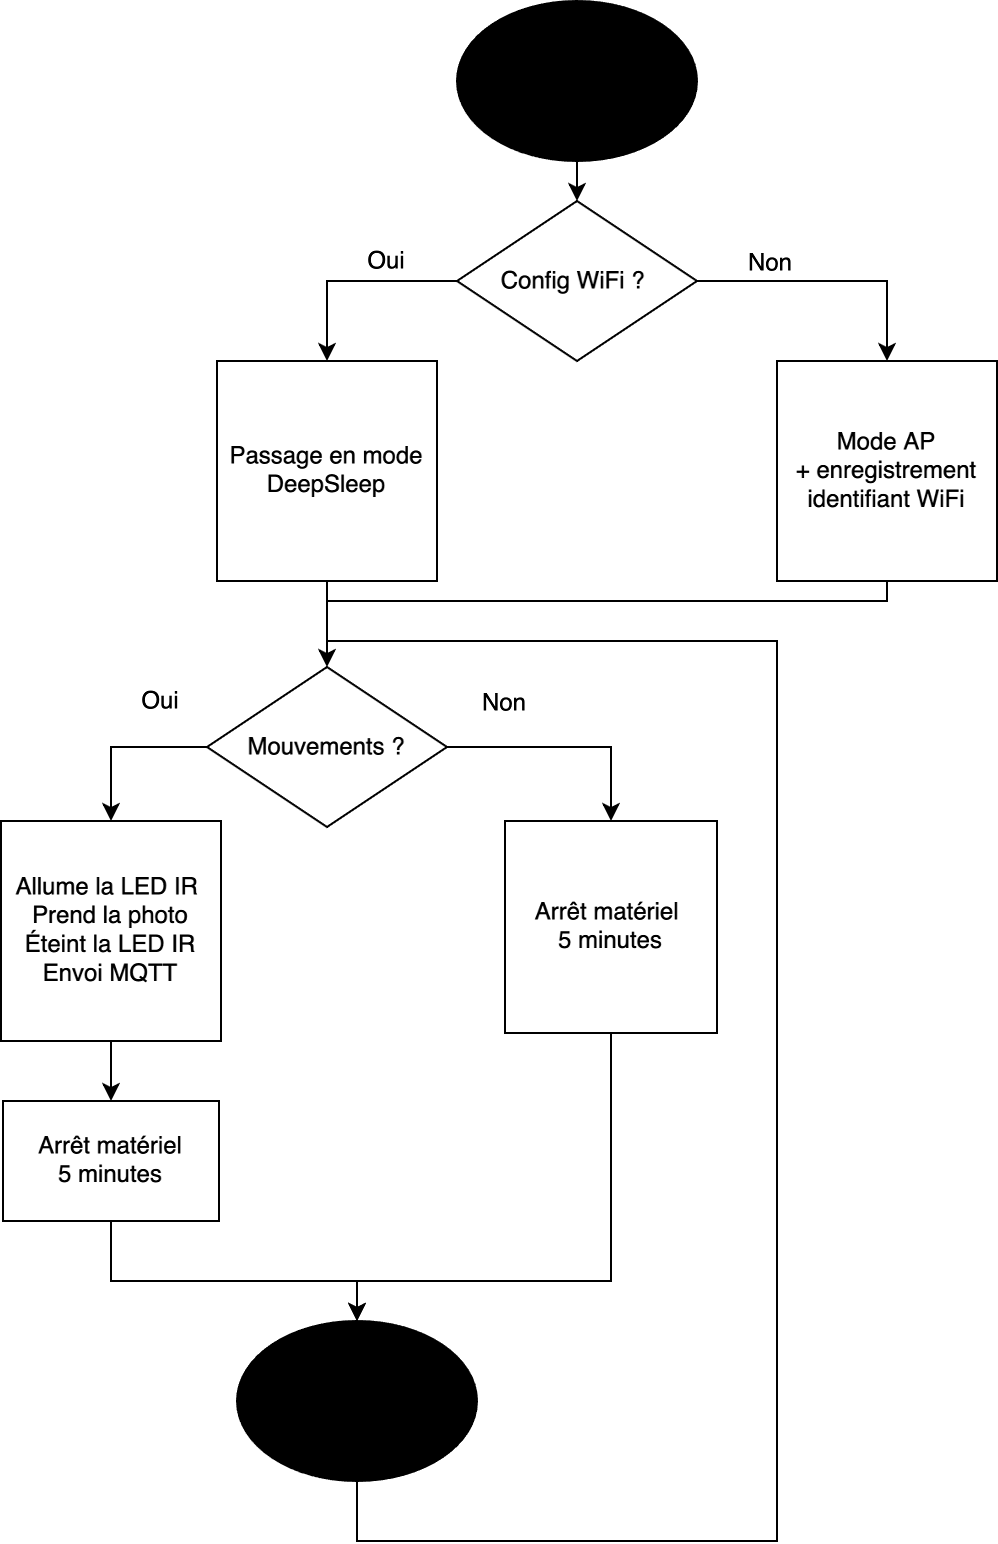 Config WiFi ?
Oui
Non
Passage en mode
DeepSleep
Mode AP
+ enregistrement
identifiant WiFi
Mouvements ?
Oui
Non
Allume la LED IR
Prend la photo
Éteint la LED IR
Envoi MQTT
Arrêt matériel
5 minutes
Arrêt matériel
5 minutes